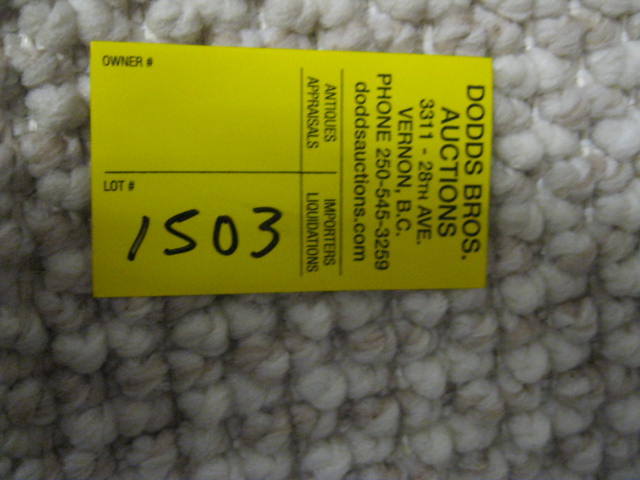 DODDS BROS.
AUCTIONS
3311 - 28TH AVE.
VERNON, B.C.
PHONE 250-545-3259
doddsauctions.com
ANTIQUES IMPORTERS
APPRAISALS LIQUIDATIONS
OWNER #
LOT #
1503